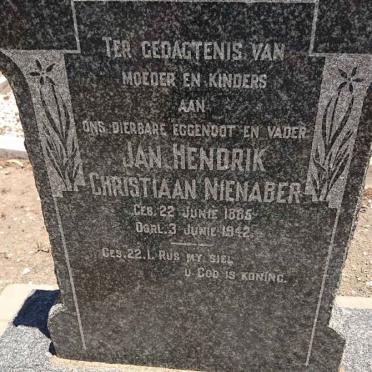 TER GEDAGTENIS VAN
MOEDER EN KINDERS
AAN
ONS DIERBARE EGGENOOT EN VADER
JAN HENDRIK
CHRISTIAAN NIENABER
GEB. 22 JUNIE 1885
OORL. 3 JUNIE 1942.
GES. 22.1. RUS MY SIEL
U GOD IS KONING.